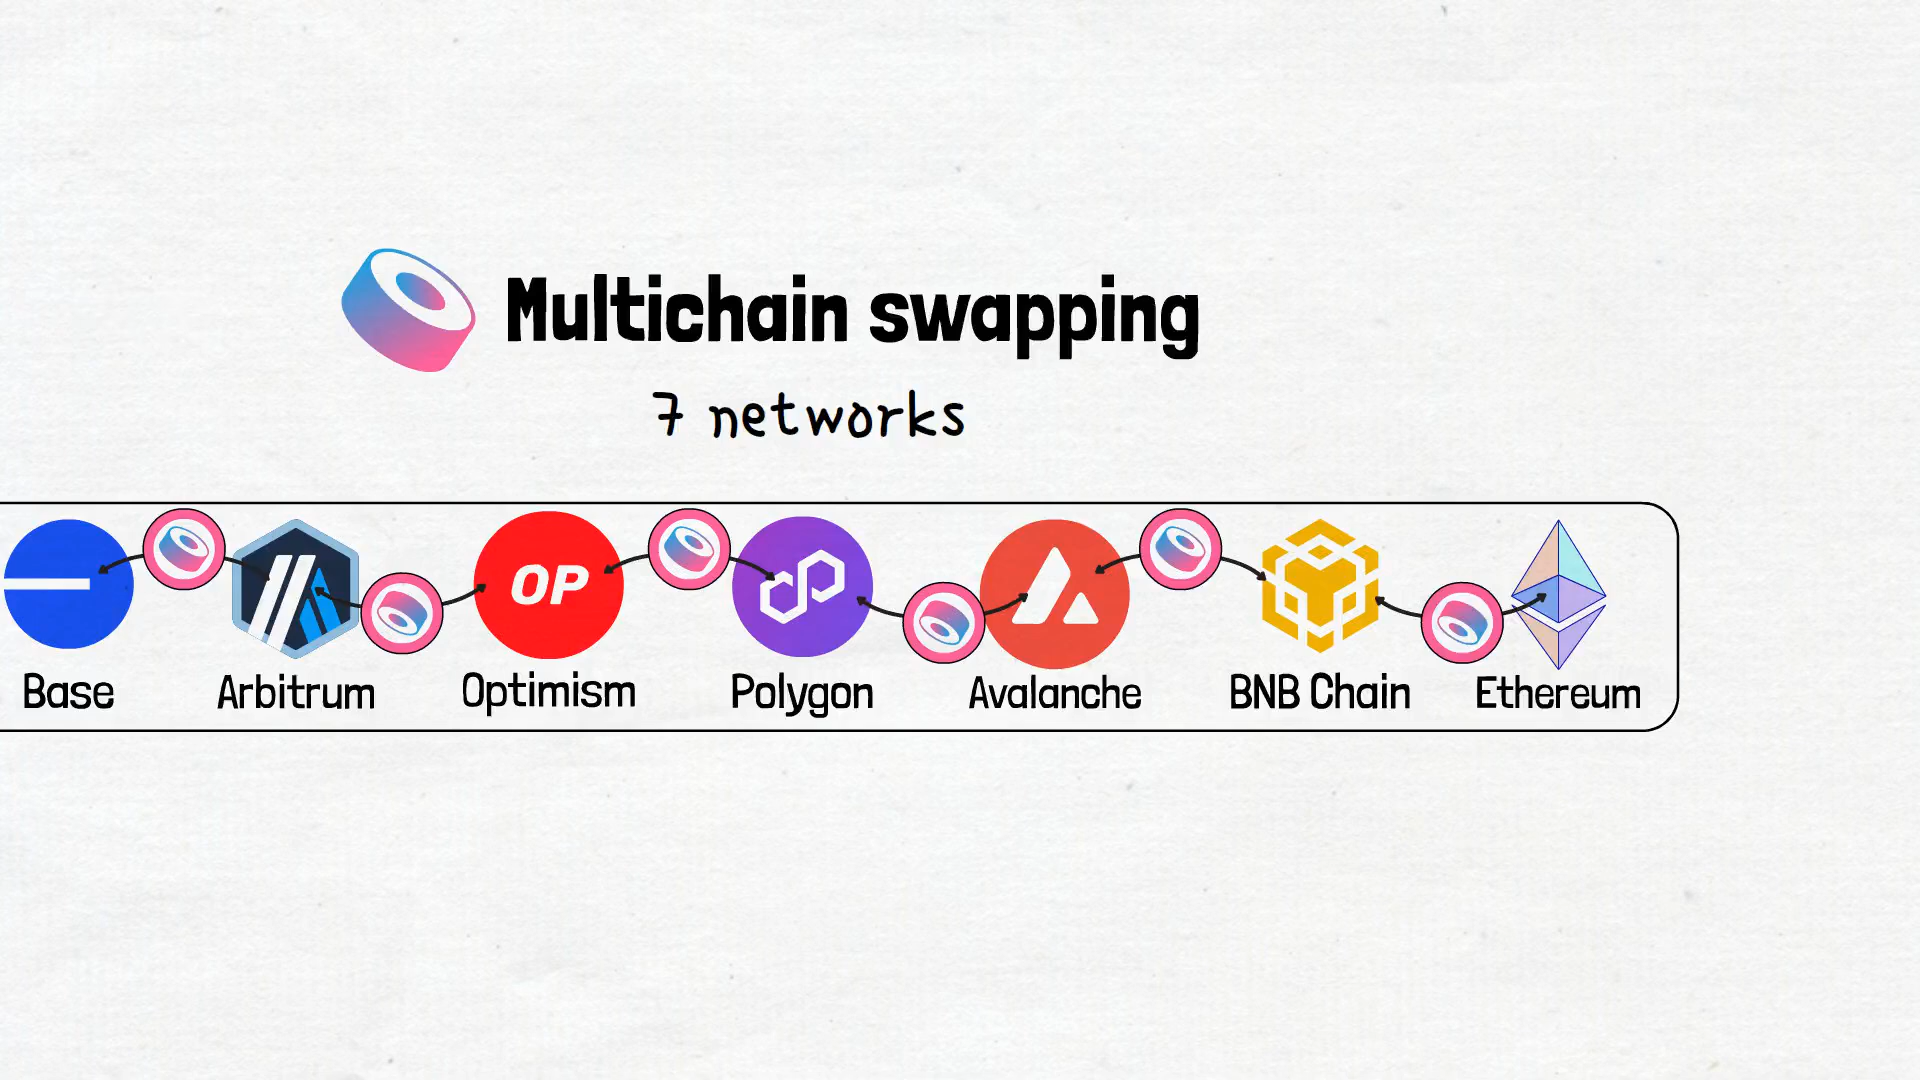 Multichain swapping
7 networks
OP
Base Arbitrum Optimism Polygon Avalanche BNB Chain Ethereum